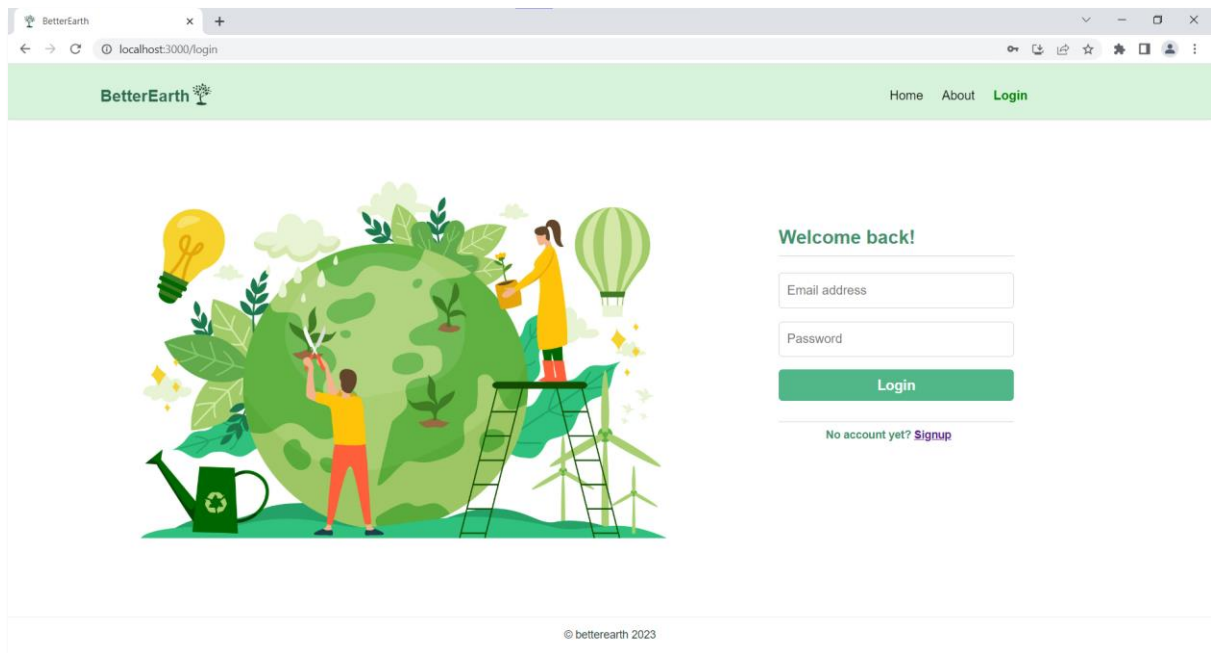 BetterEarth
localhost:3000/login
BetterEarth
Home About Login
Welcome back!
Email address
Password
Login
No account yet? Signup
© betterearth 2023